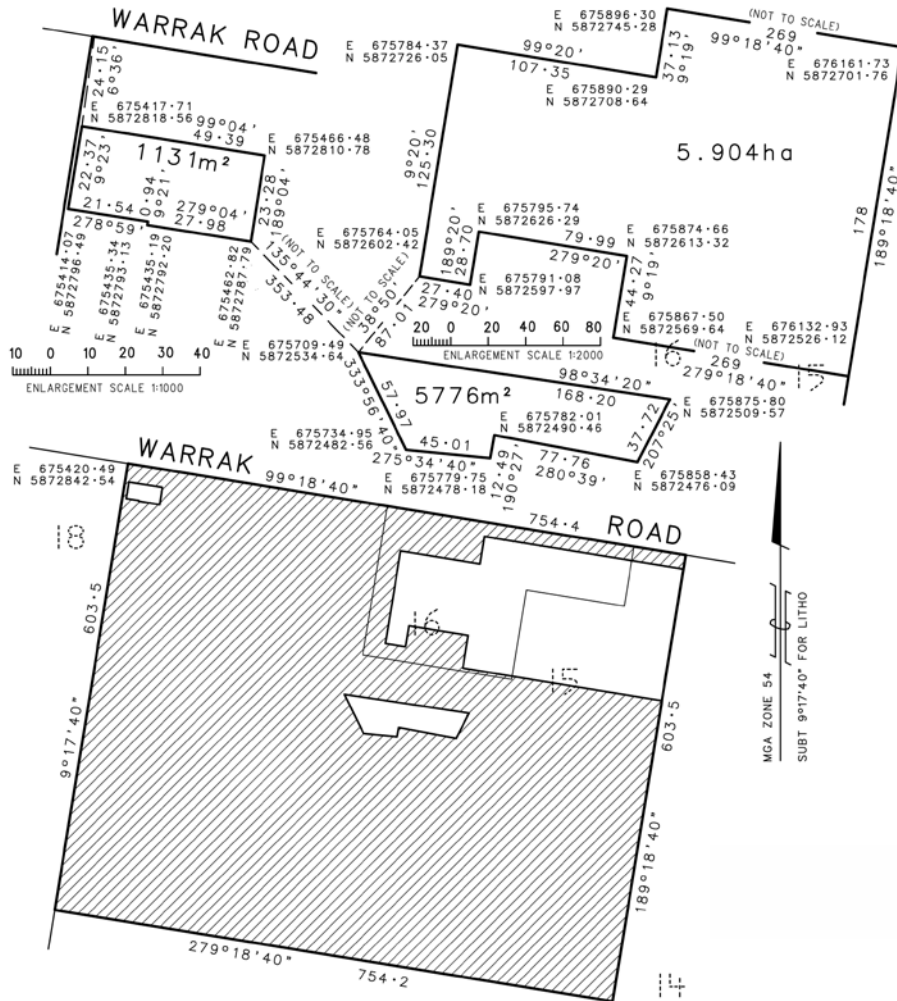 WARRAK ROAD
24·15
6°36'
E 675417·71
N 5872818·56
99°04'
49·39
E 675466·48
N 5872810·78
1131m²
22·37
9°23'
21·54
278°59'
0·94
9°21'
279°04'
27·98
23·28
189°04'
E 675414·07
N 5872796·49
E 675435·34
N 5872793·13
E 675435·19
N 5872792·20
E 675462·82
N 5872787·79
(NOT TO SCALE)
135°44'30"
353·48
10 0 10 20 30 40
ENLARGEMENT SCALE 1:1000
E 675784·37
N 5872726·05
99°20'
107·35
E 675896·30
N 5872745·28
37·13
9°19'
(NOT TO SCALE)
269
99°18'40"
E 676161·73
N 5872701·76
E 675890·29
N 5872708·64
5.904ha
9°20'
125·30
E 675764·05
N 5872602·42
189°20'
28·70
E 675795·74
N 5872626·29
79·99
279°20'
E 675874·66
N 5872613·32
E 675791·08
N 5872597·97
27·40
279°20'
44·27
9°19'
E 675867·50
N 5872569·64
178
189°18'40"
E 676132·93
N 5872526·12
(NOT TO SCALE)
269
279°18'40"
16
15
(NOT TO SCALE)
38°50'
87·01
20 0 20 40 60 80
ENLARGEMENT SCALE 1:2000
E 675709·49
N 5872534·64
98°34'20"
168·20
5776m²
333°56'40"
57·97
E 675734·95
N 5872482·56
45·01
275°34'40"
E 675782·01
N 5872490·46
E 675779·75
N 5872478·18
12·49
190°27'
77·76
280°39'
37·72
207°25'
E 675875·80
N 5872509·57
E 675858·43
N 5872476·09
WARRAK
ROAD
E 675420·49
N 5872842·54
99°18'40"
754·4
18
16
15
603·5
9°17'40"
603·5
189°18'40"
279°18'40"
754·2
14
MGA ZONE 54
SUBT 9°17'40" FOR LITHO